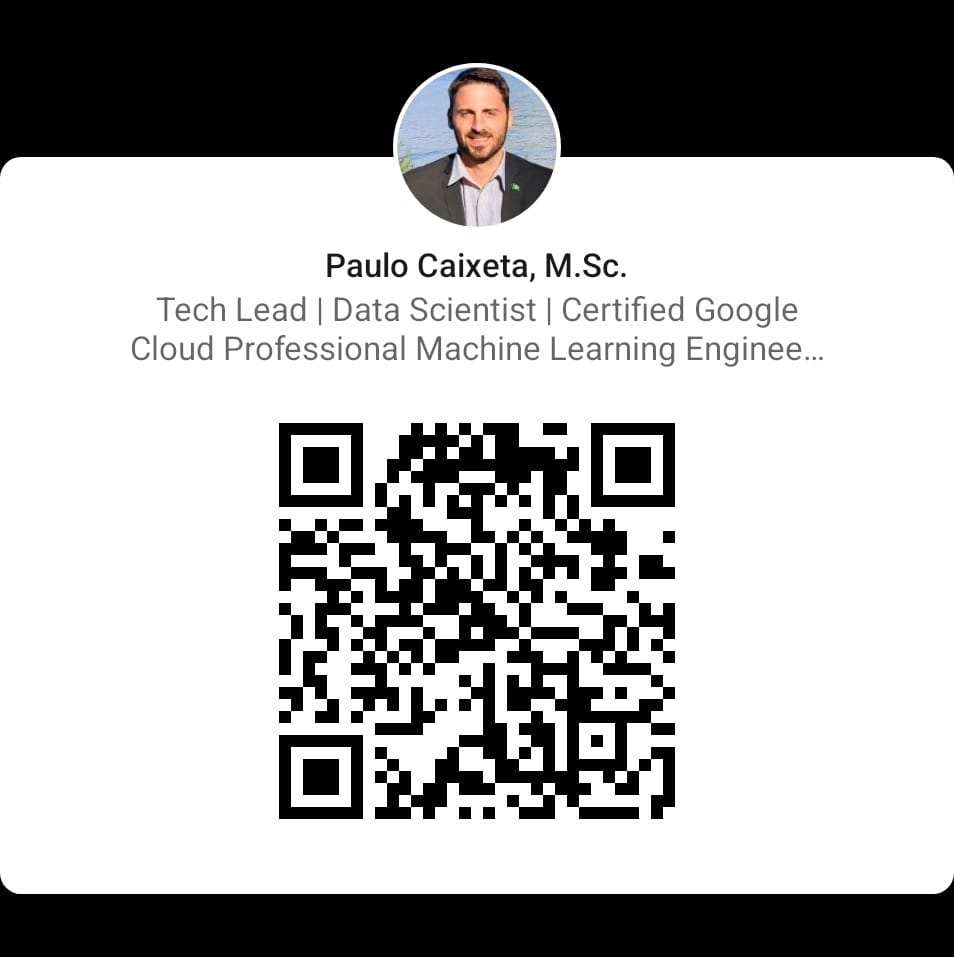 Paulo Caixeta, M.Sc.
Tech Lead | Data Scientist | Certified Google
Cloud Professional Machine Learning Enginee...